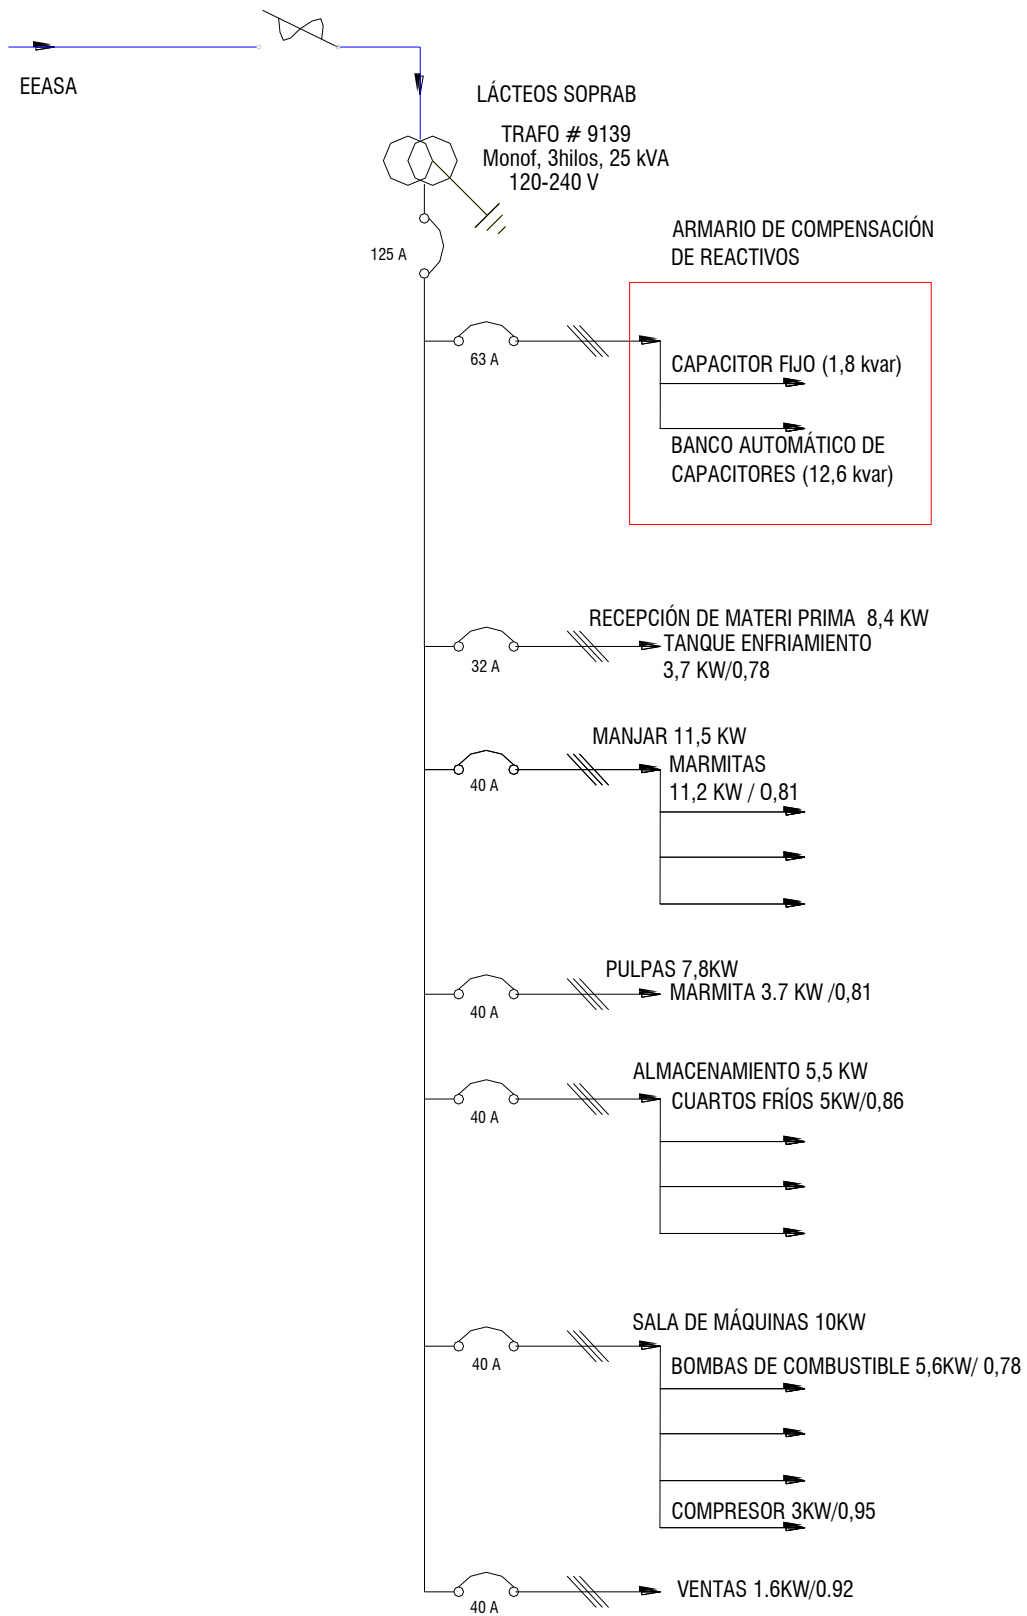 EEASA
LÁCTEOS SOPRAB
TRAFO # 9139
Monof, 3hilos, 25 kVA
120-240 V
125 A
ARMARIO DE COMPENSACIÓN
DE REACTIVOS
63 A
CAPACITOR FIJO (1,8 kvar)
BANCO AUTOMÁTICO DE
CAPACITORES (12,6 kvar)
RECEPCIÓN DE MATERI PRIMA  8,4 KW
32 A
TANQUE ENFRIAMIENTO
3,7 KW/0,78
MANJAR 11,5 KW
40 A
MARMITAS
11,2 KW / O,81
PULPAS 7,8KW
40 A
MARMITA 3.7 KW /0,81
ALMACENAMIENTO 5,5 KW
40 A
CUARTOS FRÍOS 5KW/0,86
SALA DE MÁQUINAS 10KW
40 A
BOMBAS DE COMBUSTIBLE 5,6KW/ 0,78
COMPRESOR 3KW/0,95
40 A
VENTAS 1.6KW/0.92